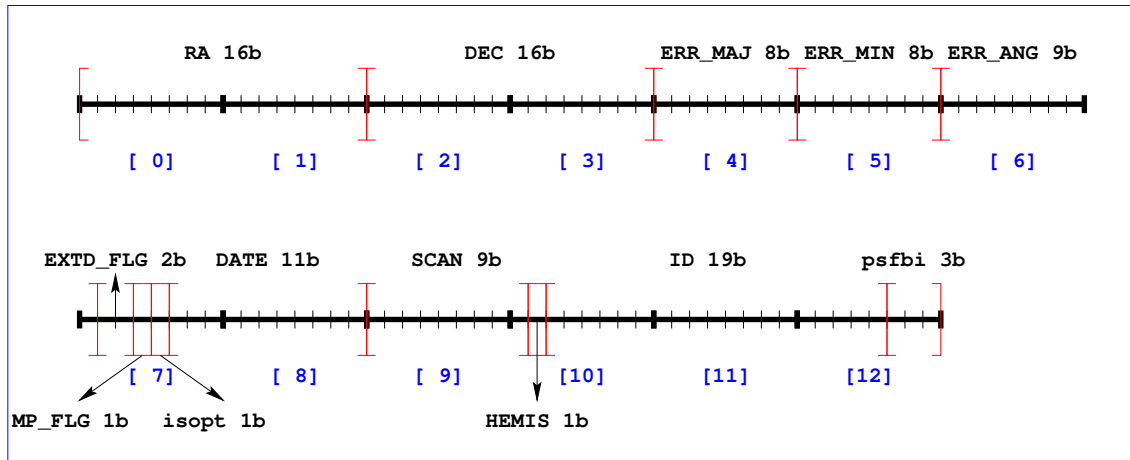 RA 16b DEC 16b ERR_MAJ 8b ERR_MIN 8b ERR_ANG 9b
[ 0] [ 1] [ 2] [ 3] [ 4] [ 5] [ 6]
EXTD_FLG 2b DATE 11b SCAN 9b ID 19b psfbi 3b
[ 7] [ 8] [ 9] [10] [11] [12]
MP_FLG 1b isopt 1b HEMIS 1b